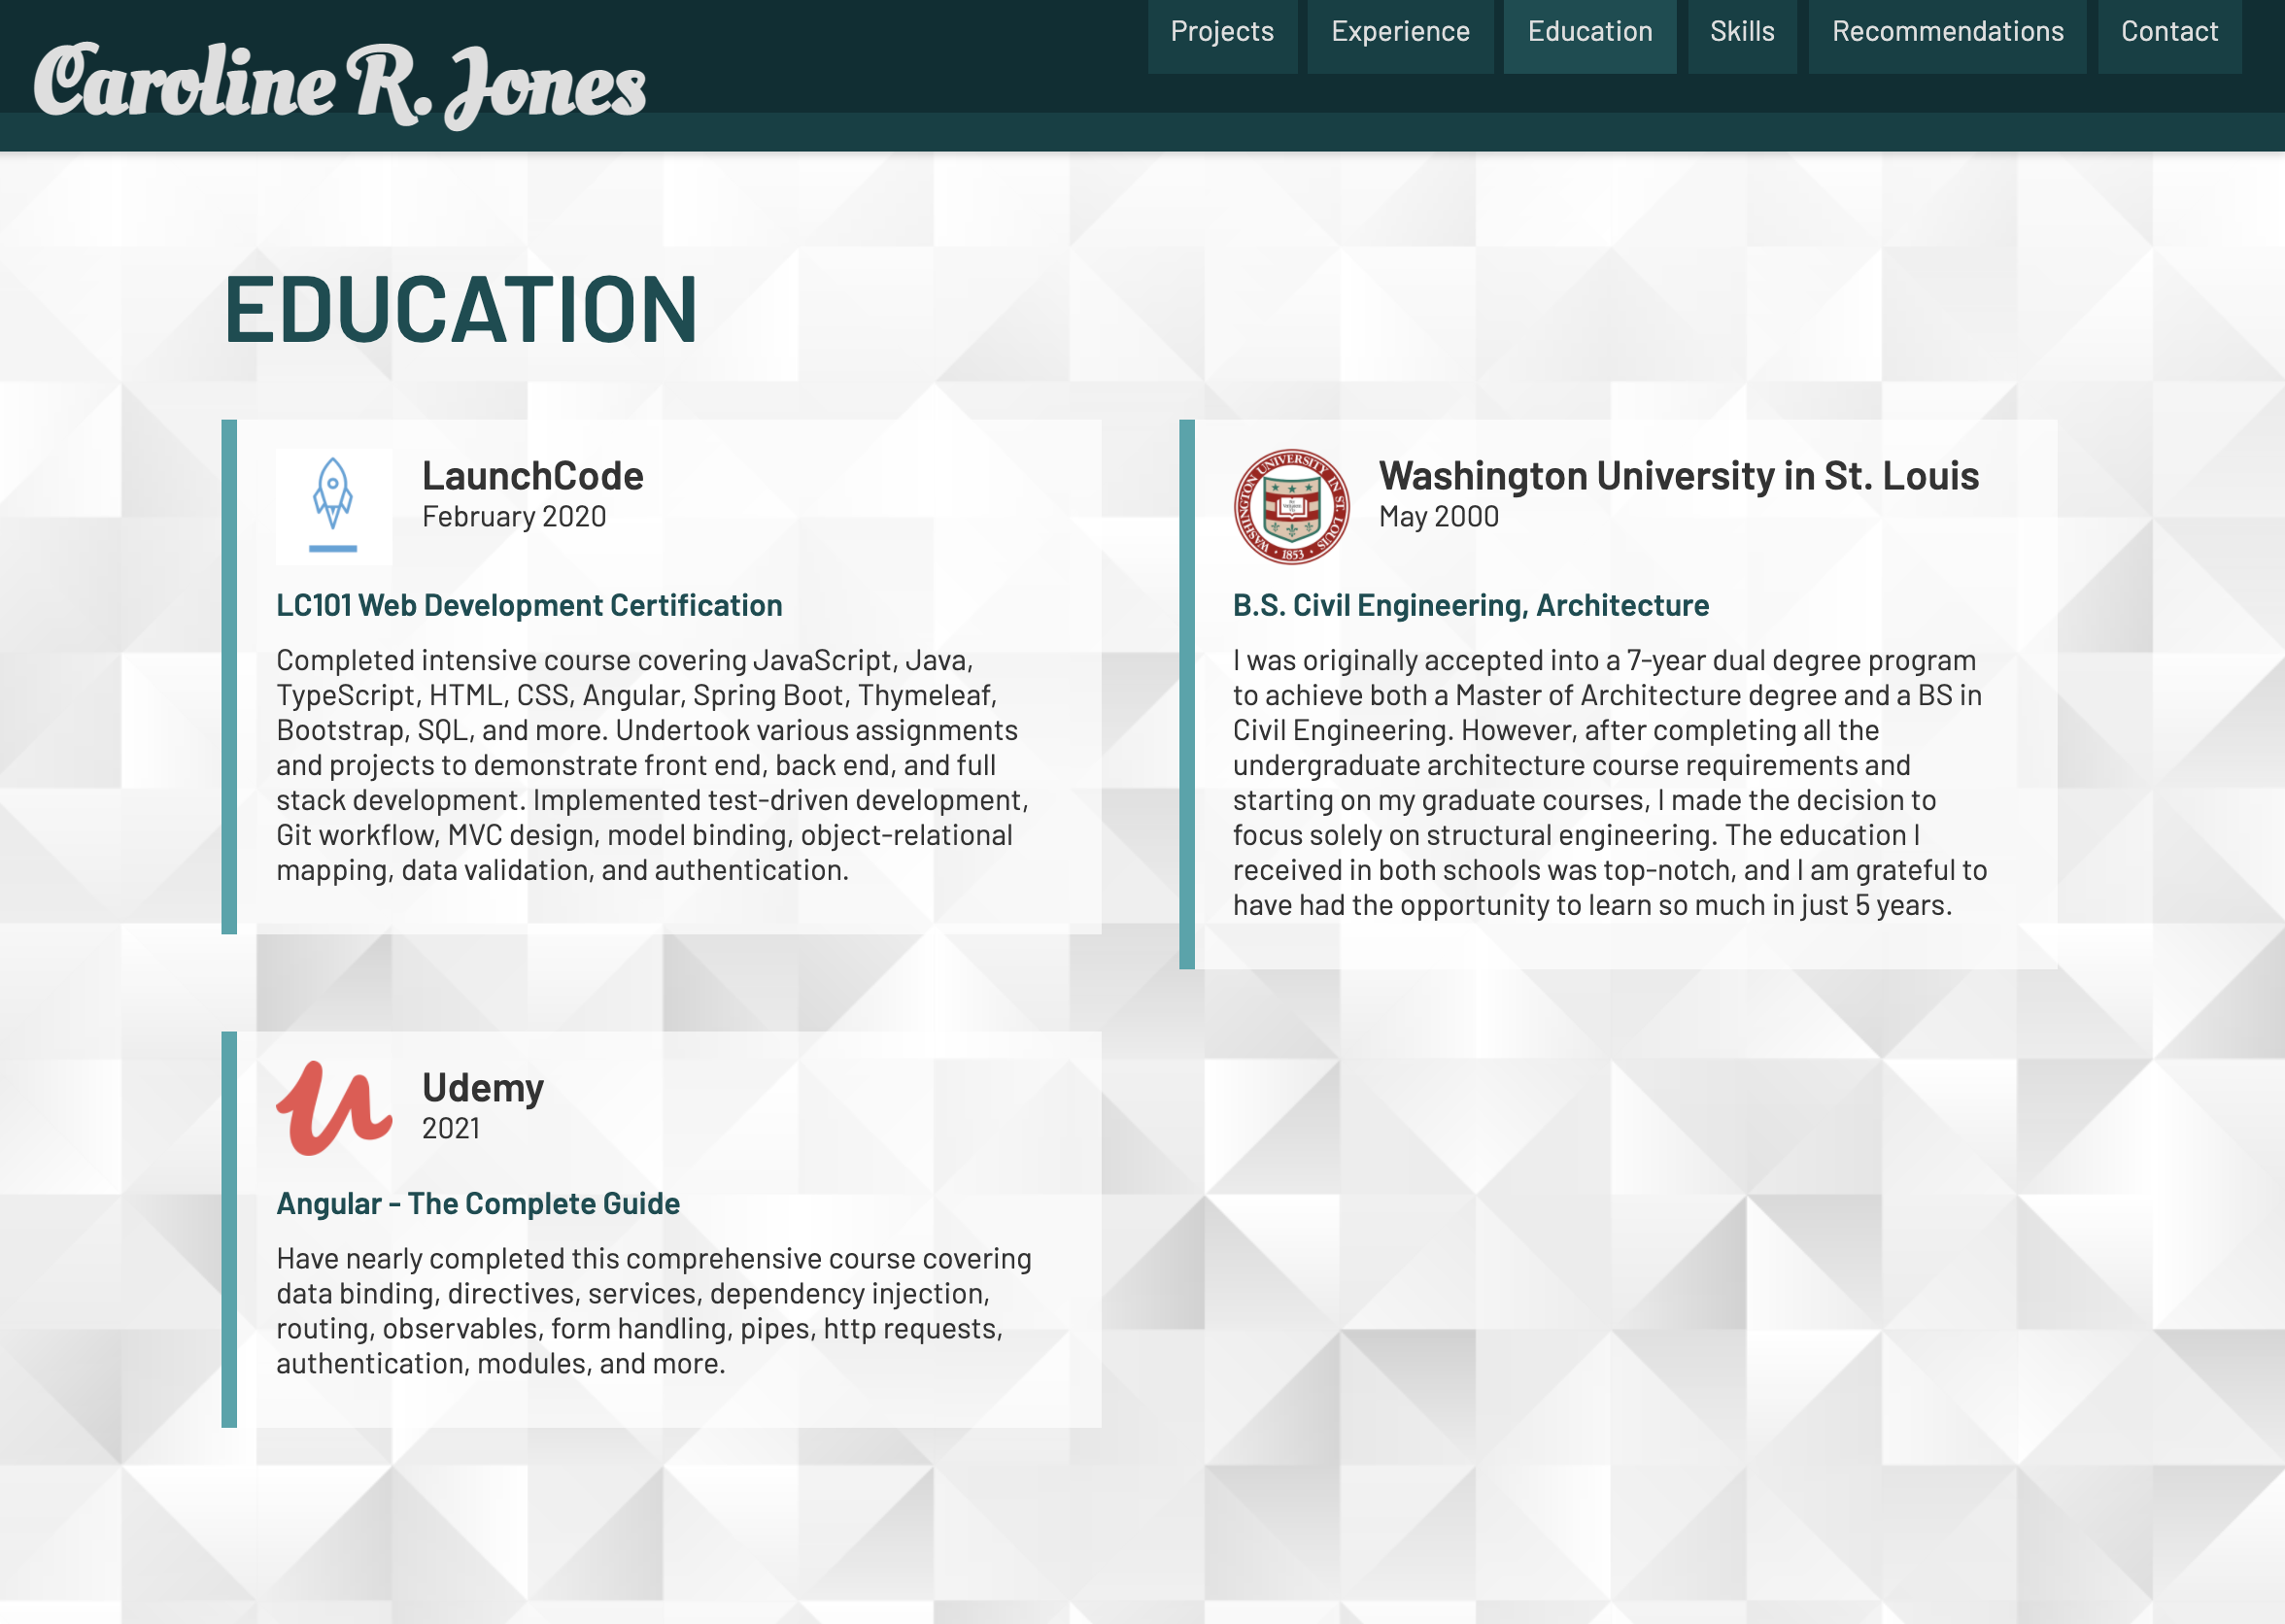 Caroline R. Jones
Projects
Experience
Education
Skills
Recommendations
Contact
EDUCATION
LaunchCode
February 2020
LC101 Web Development Certification
Completed intensive course covering JavaScript, Java,
TypeScript, HTML, CSS, Angular, Spring Boot, Thymeleaf,
Bootstrap, SQL, and more. Undertook various assignments
and projects to demonstrate front end, back end, and full
stack development. Implemented test-driven development,
Git workflow, MVC design, model binding, object-relational
mapping, data validation, and authentication.
WASHINGTON UNIVERSITY IN ST. LOUIS
1853
Washington University in St. Louis
May 2000
B.S. Civil Engineering, Architecture
I was originally accepted into a 7-year dual degree program
to achieve both a Master of Architecture degree and a BS in
Civil Engineering. However, after completing all the
undergraduate architecture course requirements and
starting on my graduate courses, I made the decision to
focus solely on structural engineering. The education I
received in both schools was top-notch, and I am grateful to
have had the opportunity to learn so much in just 5 years.
Udemy
2021
Angular - The Complete Guide
Have nearly completed this comprehensive course covering
data binding, directives, services, dependency injection,
routing, observables, form handling, pipes, http requests,
authentication, modules, and more.